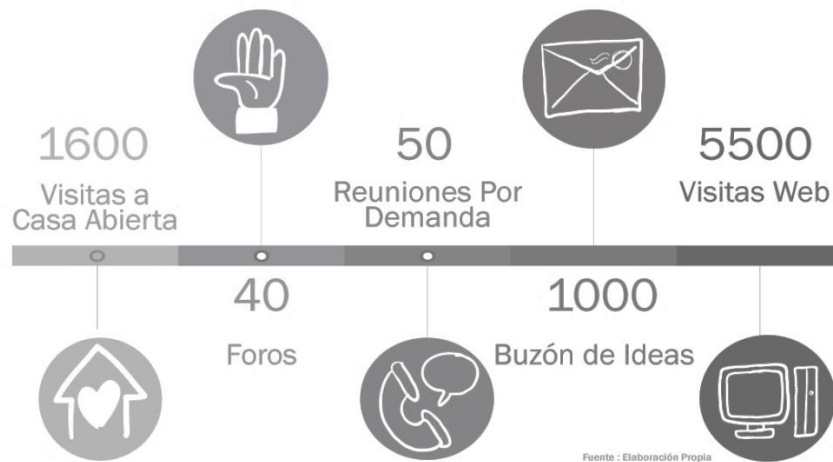 1600
Visitas a
Casa Abierta
40
Foros
50
Reuniones Por
Demanda
1000
Buzón de Ideas
5500
Visitas Web
Fuente : Elaboración Propia